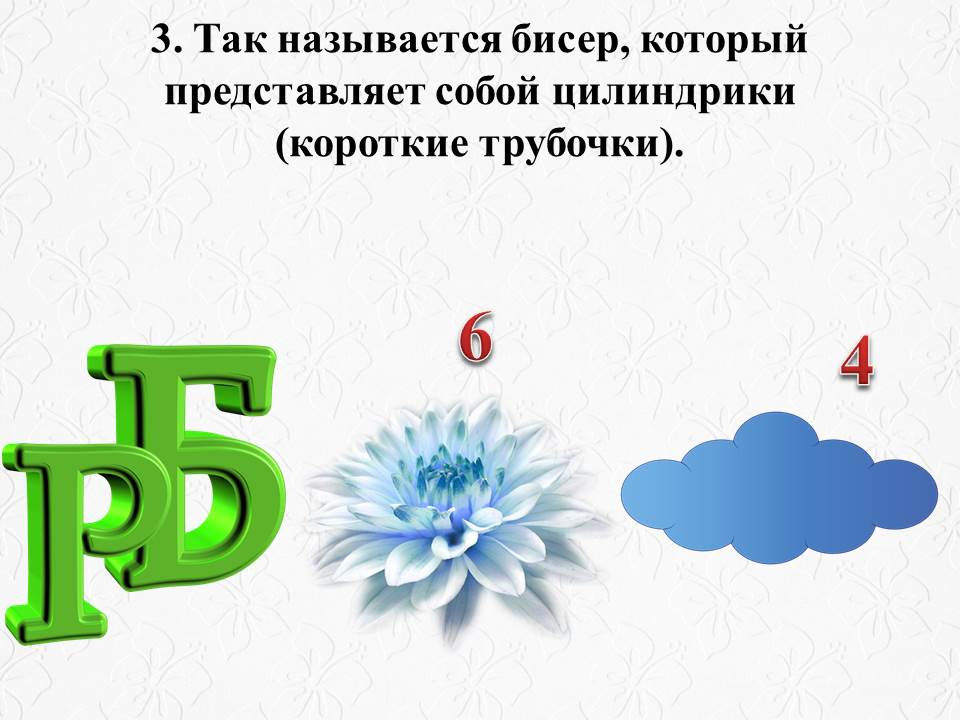 3. Так называется бисер, который
представляет собой цилиндрики
(короткие трубочки).
6
4
рБ